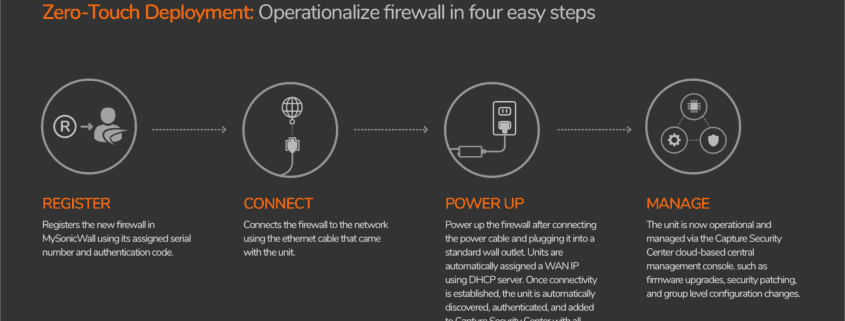 Zero-Touch Deployment: Operationalize firewall in four easy steps
R
REGISTER
Registers the new firewall in
MySonicWall using its assigned serial
number and authentication code.
CONNECT
Connects the firewall to the network
using the ethernet cable that came
with the unit.
POWER UP
Power up the firewall after connecting
the power cable and plugging it into a
standard wall outlet. Units are
automatically assigned a WAN IP
using DHCP server. Once connectivity
is established, the unit is automatically
discovered, authenticated, and added
to Capture Security Center with all
MANAGE
The unit is now operational and
managed via the Capture Security
Center cloud-based central
management console. such as
firmware upgrades, security patching,
and group level configuration changes.